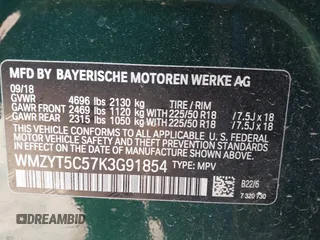 MFD BY BAYERISCHE MOTOREN WERKE AG
09/18
GVWR 4696 lbs 2130 kg TIRE / RIM
GAWR FRONT 2469 lbs 1120 kg WITH 225/50 R18 /7.5J x 18
GAWR REAR 2315 lbs 1050 kg WITH 225/50 R18 /7.5J x 18
THIS VEHICLE CONFORMS TO ALL APPLICABLE
U.S. FEDERAL MOTOR VEHICLE SAFETY, BUMPER,
AND THEFT PREVENTION STANDARDS IN
EFFECT ON THE DATE OF MANUFACTURE SHOWN ABOVE.
WMZYT5C57K3G91854 TYPE: MPV
B22/5
7 320 130
DREAMBID